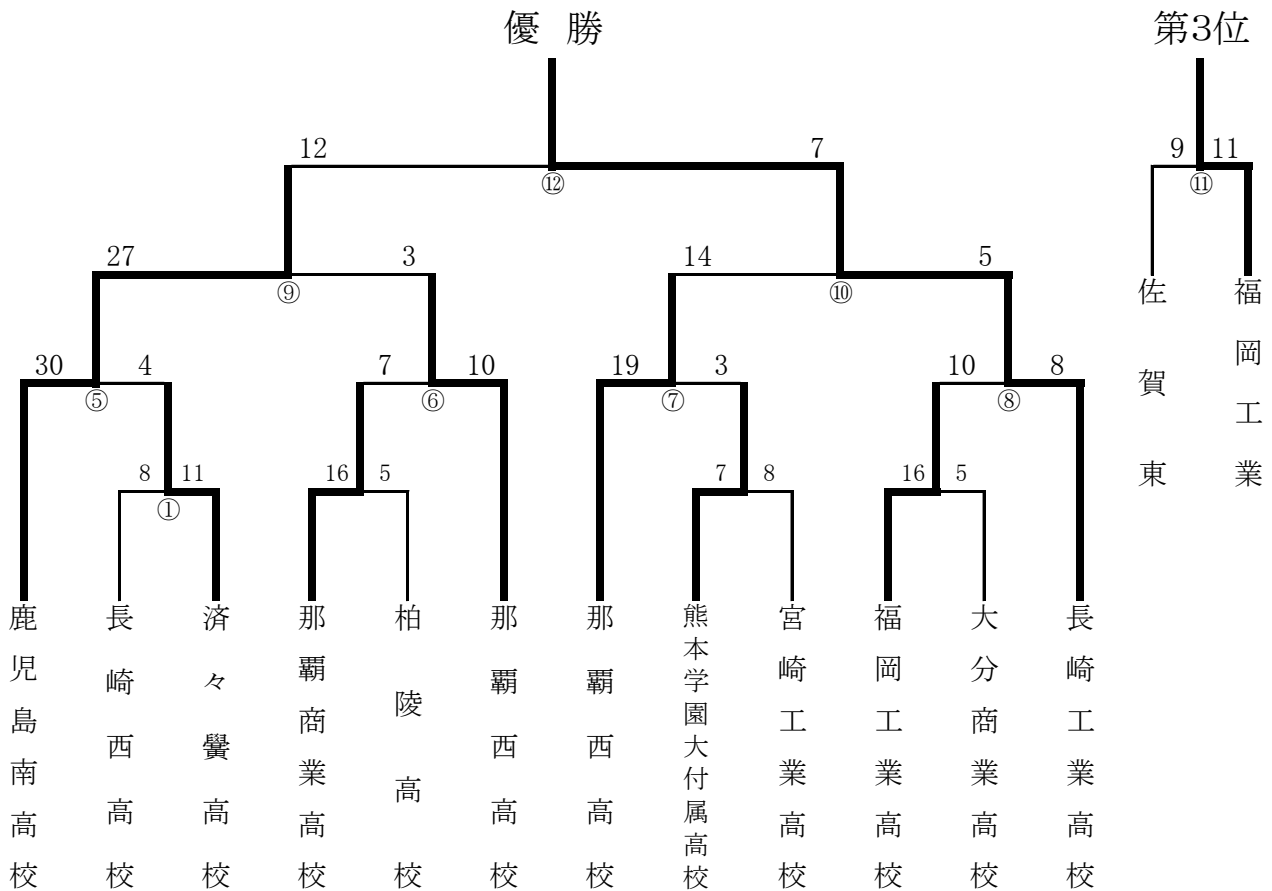 優 勝
第3位
12
7
9
11
⑫
⑪
27
3
14
5
⑨
⑩
佐賀東
福岡工業
30
4
7
10
19
3
10
8
⑤
⑥
⑦
⑧
8
11
16
5
7
8
16
5
①
鹿児島南高校
長崎西高校
済々黌高校
那覇商業高校
柏陵高校
那覇西高校
那覇西高校
熊本学園大付属高校
宮崎工業高校
福岡工業高校
大分商業高校
長崎工業高校